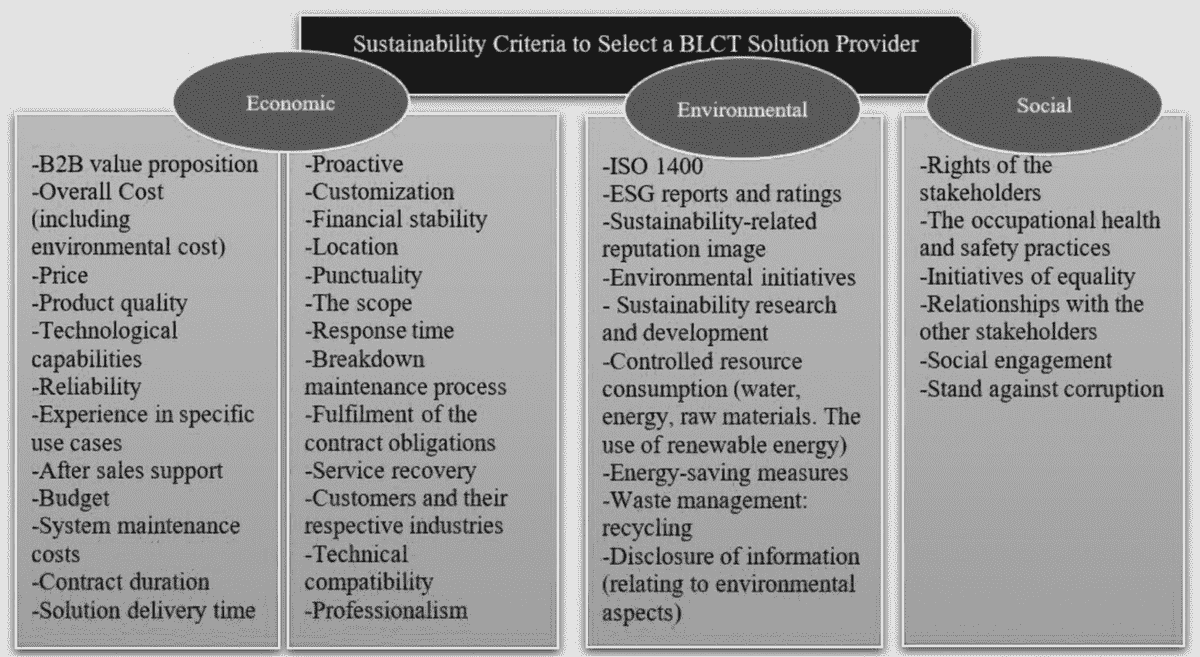 Sustainability Criteria to Select a BLCT Solution Provider
Economic
-B2B value proposition
-Overall Cost
(including
environmental cost)
-Price
-Product quality
-Technological
capabilities
-Reliability
-Experience in specific
use cases
-After sales support
-Budget
-System maintenance
costs
-Contract duration
-Solution delivery time
-Proactive
-Customization
-Financial stability
-Location
-Punctuality
-The scope
-Response time
-Breakdown
maintenance process
-Fulfilment of the
contract obligations
-Service recovery
-Customers and their
respective industries
-Technical
compatibility
-Professionalism
Environmental
-ISO 1400
-ESG reports and ratings
-Sustainability-related
reputation image
-Environmental initiatives
- Sustainability research
and development
-Controlled resource
consumption (water,
energy, raw materials. The
use of renewable energy)
-Energy-saving measures
-Waste management:
recycling
-Disclosure of information
(relating to environmental
aspects)
Social
-Rights of the
stakeholders
-The occupational health
and safety practices
-Initiatives of equality
-Relationships with the
other stakeholders
-Social engagement
-Stand against corruption